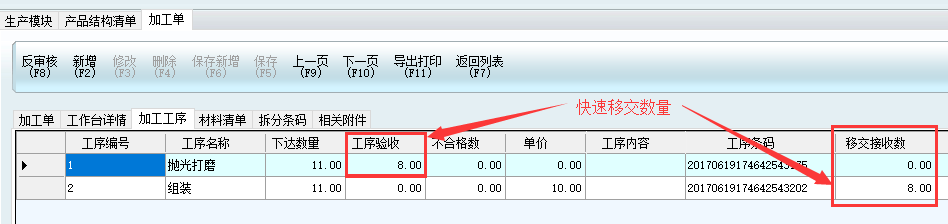 生产模块 产品结构清单 加工单
反审核 新增 修改 删除 保存新增 保存 上一页 下一页 导出打印 返回列表
(F8) (F2) (F3) (F4) (F6) (F5) (F9) (F10) (F11) (F7)
快速移交数量
加工单 工作台详情 加工工序 材料清单 拆分条码 相关附件
工序编号 工序名称 下达数量 工序验收 不合格数 单价 工序内容 工序条码 移交接收数
1 抛光打磨 11.00 8.00 0.00 0.00 20170619174642543175 0.00
2 组装 11.00 0.00 0.00 10.00 20170619174642543202 8.00